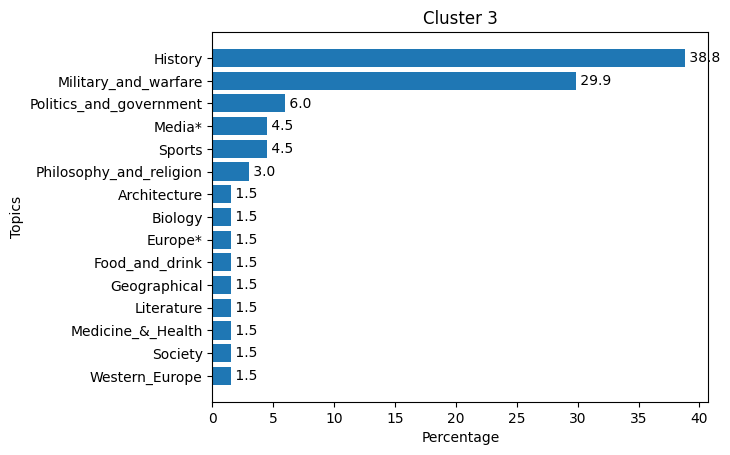 Cluster 3
History 38.8
Military_and_warfare 29.9
Politics_and_government 6.0
Media* 4.5
Sports 4.5
Philosophy_and_religion 3.0
Architecture 1.5
Biology 1.5
Europe* 1.5
Food_and_drink 1.5
Geographical 1.5
Literature 1.5
Medicine_&_Health 1.5
Society 1.5
Western_Europe 1.5
Topics
0 5 10 15 20 25 30 35 40
Percentage